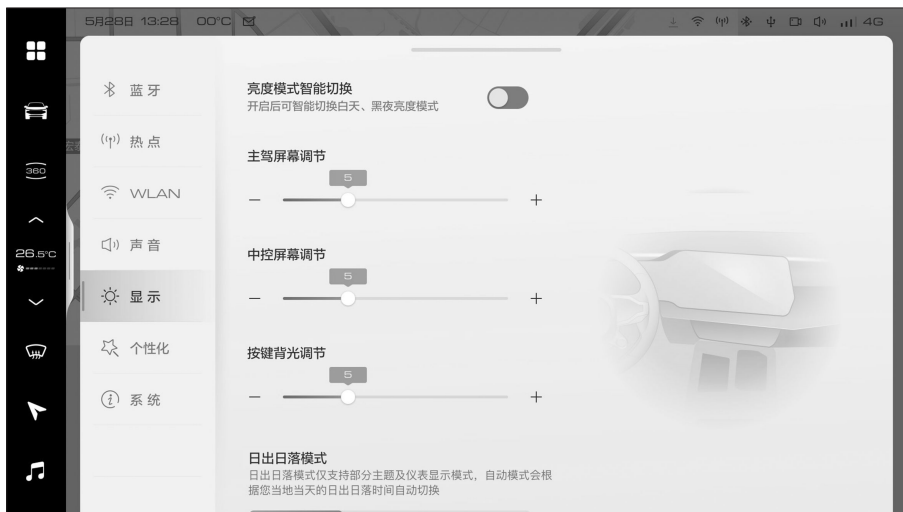 5月28日 13:28 00°C
4G
蓝牙
热点
360
WLAN
26.5°C
声音
显示
个性化
系统
亮度模式智能切换
开启后可智能切换白天、黑夜亮度模式
主驾屏幕调节
5
中控屏幕调节
5
按键背光调节
5
日出日落模式
日出日落模式仅支持部分主题及仪表显示模式，自动模式会根
据您当地当天的日出日落时间自动切换